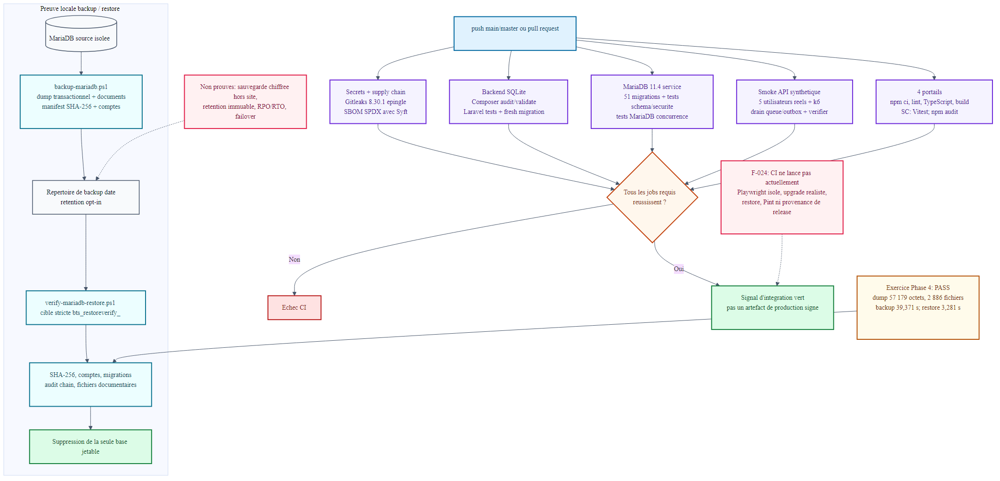 Preuve locale backup / restore
MariaDB source isolee
backup-mariadb.ps1
dump transactionnel + documents
manifest SHA-256 + comptes
Repertoire de backup date
retention opt-in
verify-mariadb-restore.ps1
cible stricte bts_restoreverify_
SHA-256, comptes, migrations
audit chain, fichiers documentaires
Suppression de la seule base
jetable
Non prouves: sauvegarde chiffree
hors site,
retention immuable, RPO/RTO,
failover
push main/master ou pull request
Secrets + supply chain
Gitleaks 8.30.1 epingle
SBOM SPDX avec Syft
Backend SQLite
Composer audit/validate
Laravel tests + fresh migration
MariaDB 11.4 service
51 migrations + tests
schema/securite
tests MariaDB concurrence
Smoke API synthetique
5 utilisateurs reels + k6
drain queue/outbox + verifier
4 portails
npm ci, lint, TypeScript, build
SC: Vitest; npm audit
Tous les jobs requis
reussissent ?
F-024: CI ne lance pas
actuellement
Playwright isole, upgrade realiste,
restore, Pint ni provenance de
release
Non
Oui
Echec CI
Signal d'integration vert
pas un artefact de production signe
Exercice Phase 4: PASS
dump 57 179 octets, 2 886 fichiers
backup 39,371 s; restore 3,281 s